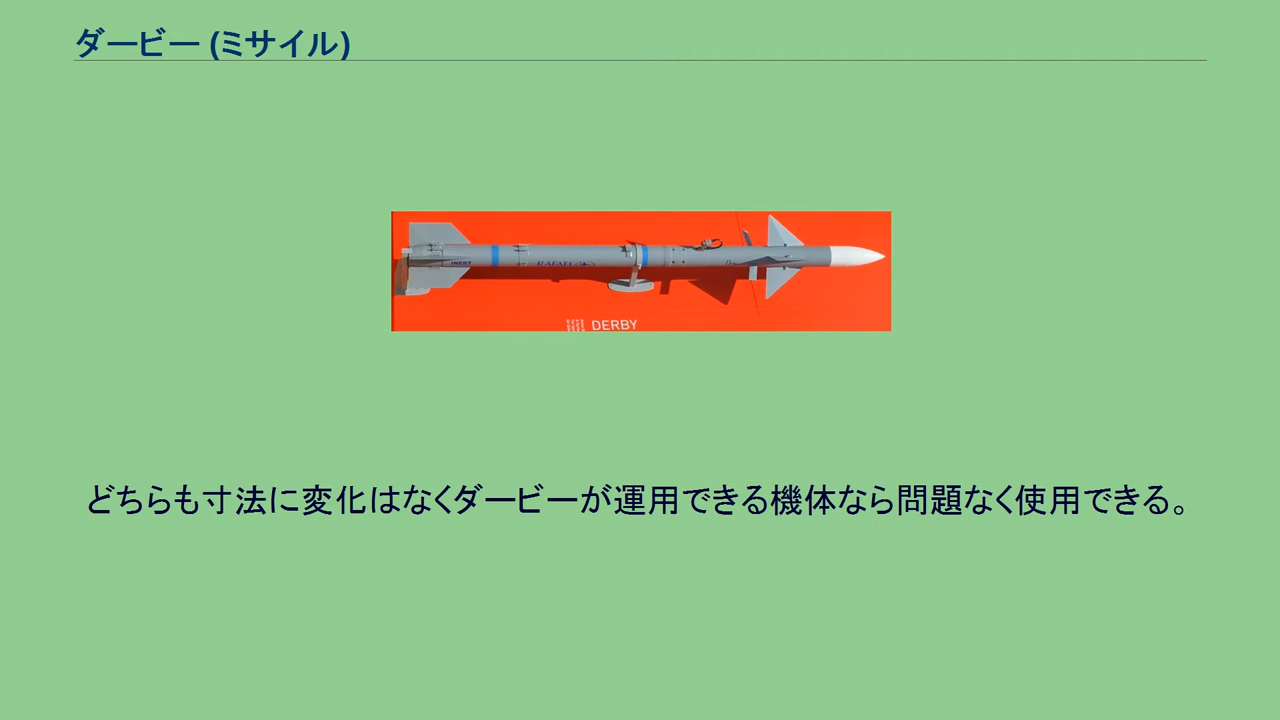 ダービー (ミサイル)
INERT
RAFAEL
DERBY
どちらも寸法に変化はなくダービーが運用できる機体なら問題なく使用できる。